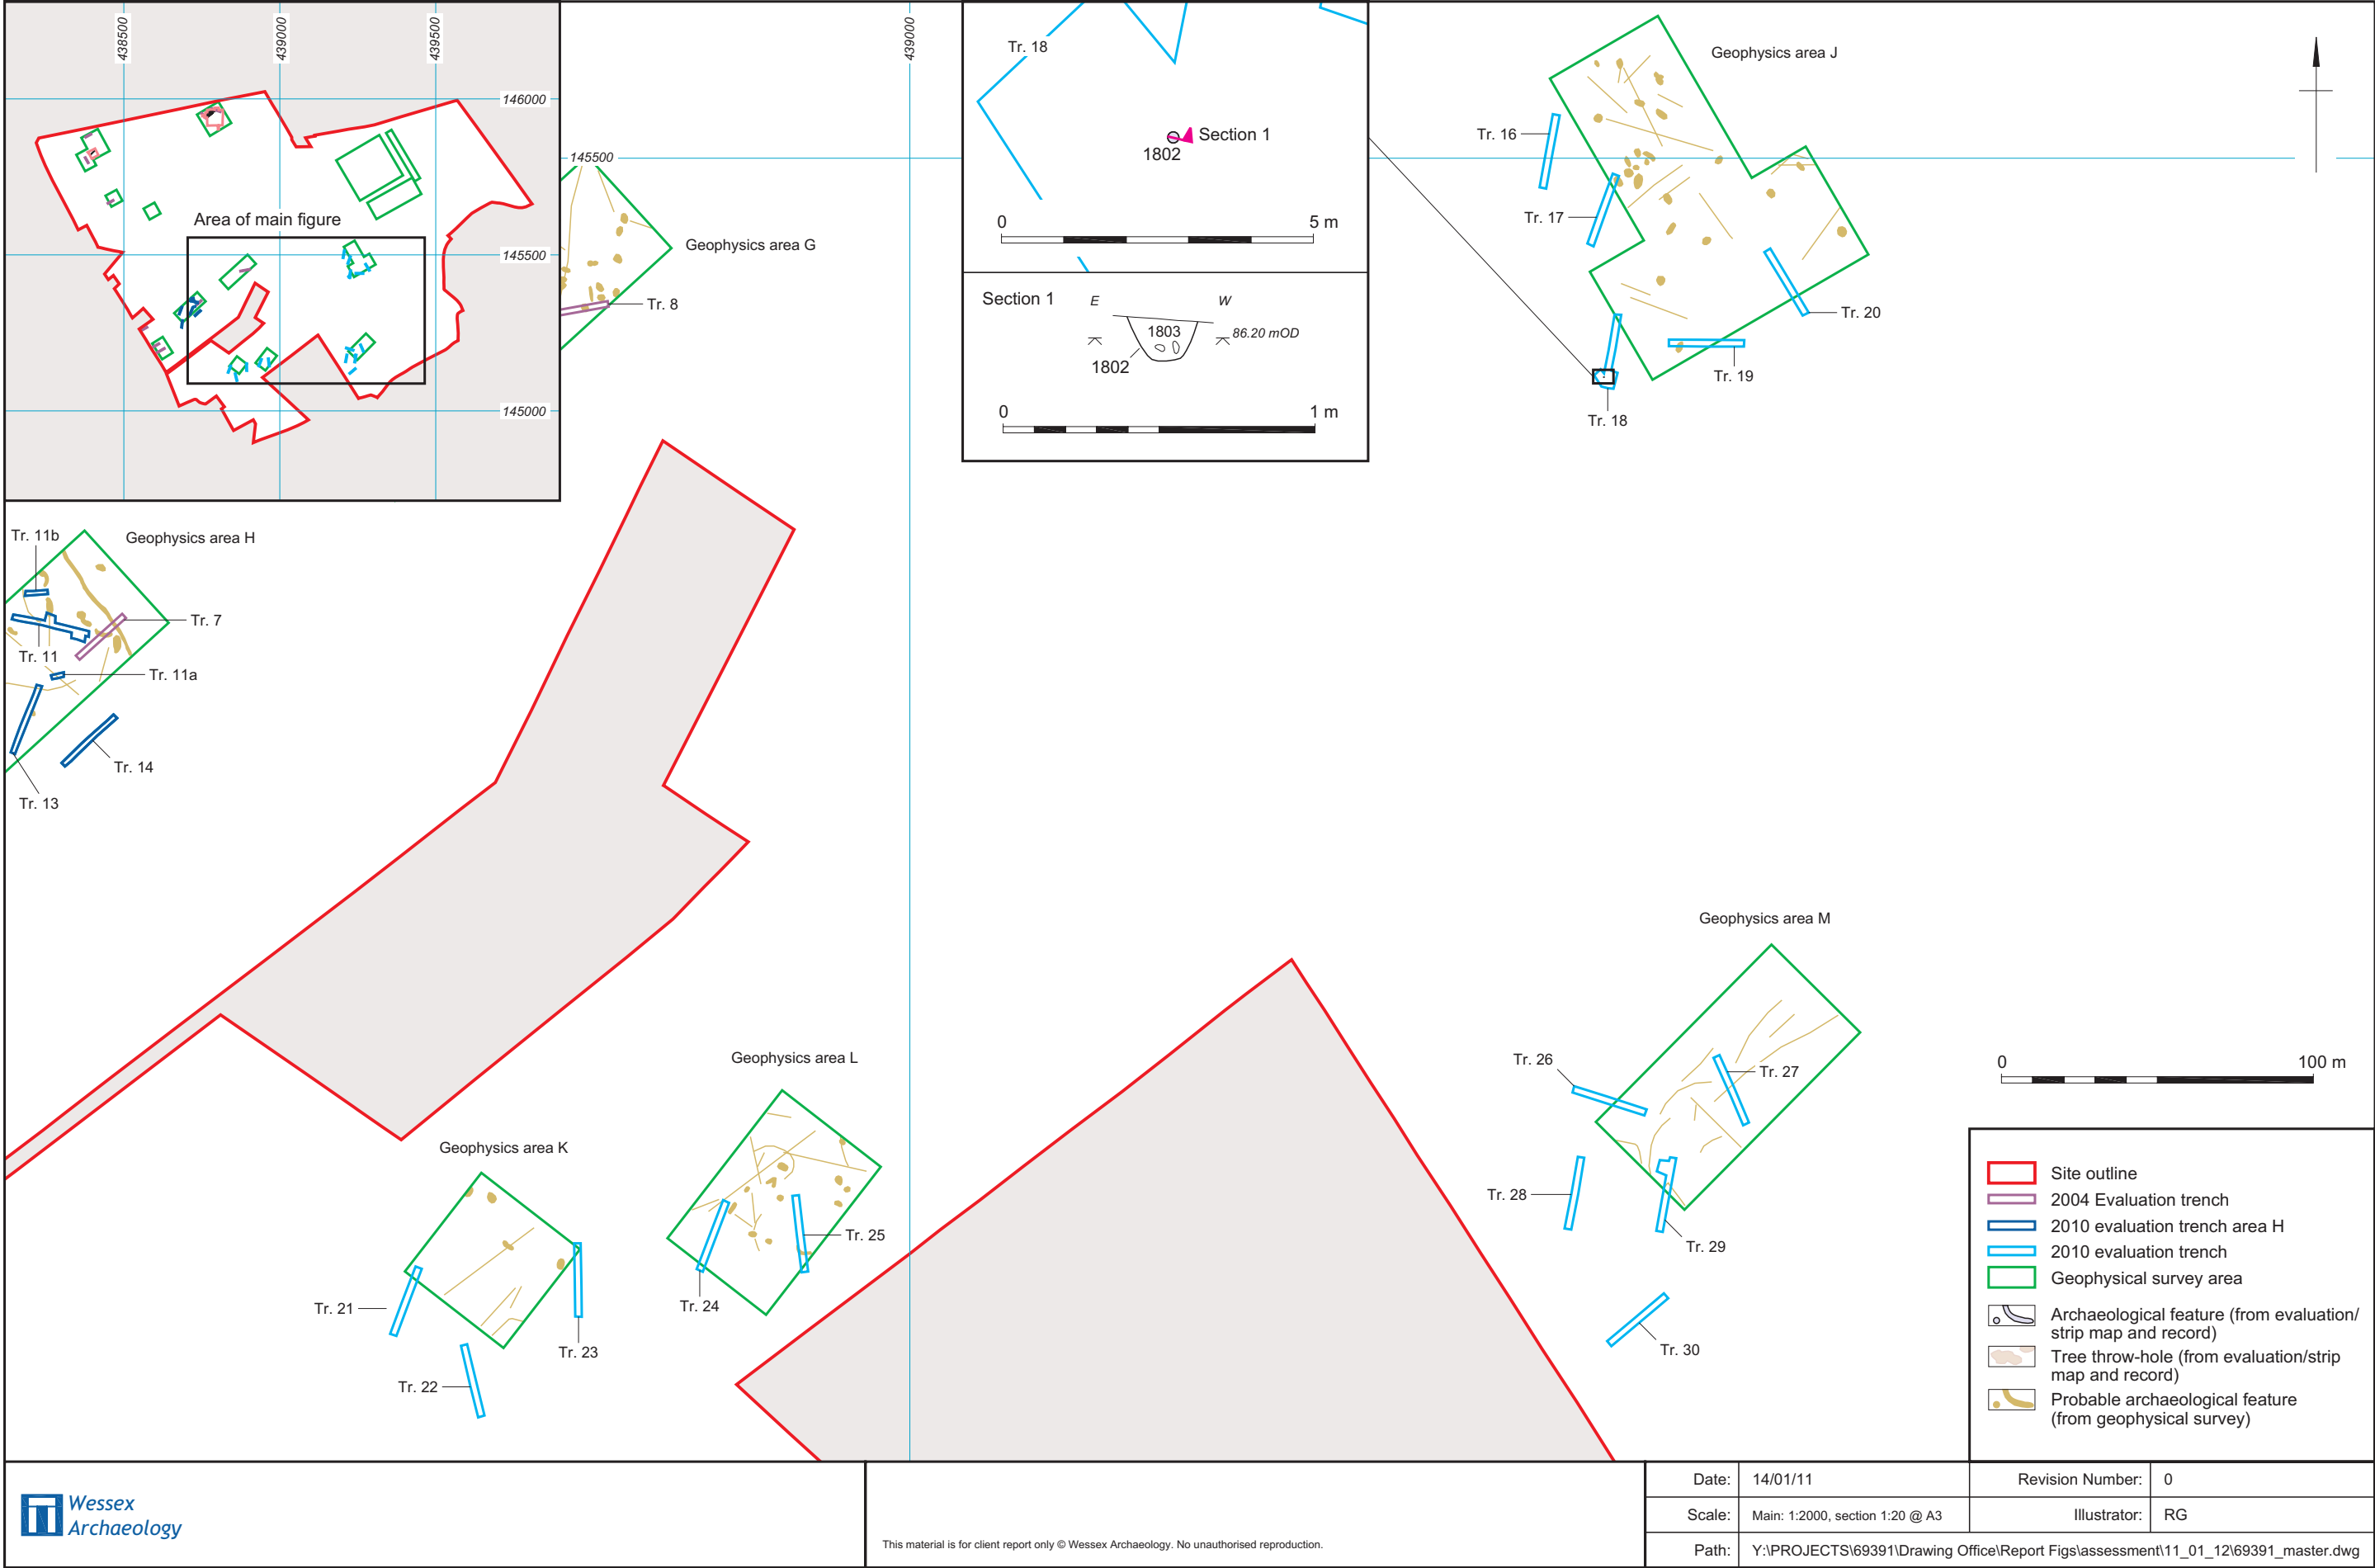 438500
439000
439500
146000
145500
145000
Area of main figure
439000
145500
Geophysics area G
Tr. 8
Tr. 18
Section 1
1802
0 5 m
Section 1 E W
1803
86.20 mOD
1802
0 1 m
Geophysics area J
Tr. 16
Tr. 17
Tr. 20
Tr. 19
Tr. 18
Tr. 11b
Geophysics area H
Tr. 7
Tr. 11
Tr. 11a
Tr. 14
Tr. 13
Geophysics area M
Tr. 26
Tr. 27
Tr. 28
Tr. 29
Tr. 30
Geophysics area L
Tr. 25
Tr. 24
Geophysics area K
Tr. 21
Tr. 23
Tr. 22
0 100 m
Site outline
2004 Evaluation trench
2010 evaluation trench area H
2010 evaluation trench
Geophysical survey area
Archaeological feature (from evaluation/
strip map and record)
Tree throw-hole (from evaluation/strip
map and record)
Probable archaeological feature
(from geophysical survey)
Wessex
Archaeology
This material is for client report only © Wessex Archaeology. No unauthorised reproduction.
Date: 14/01/11 Revision Number: 0
Scale: Main: 1:2000, section 1:20 @ A3 Illustrator: RG
Path: Y:\PROJECTS\69391\Drawing Office\Report Figs\assessment\11_01_12\69391_master.dwg